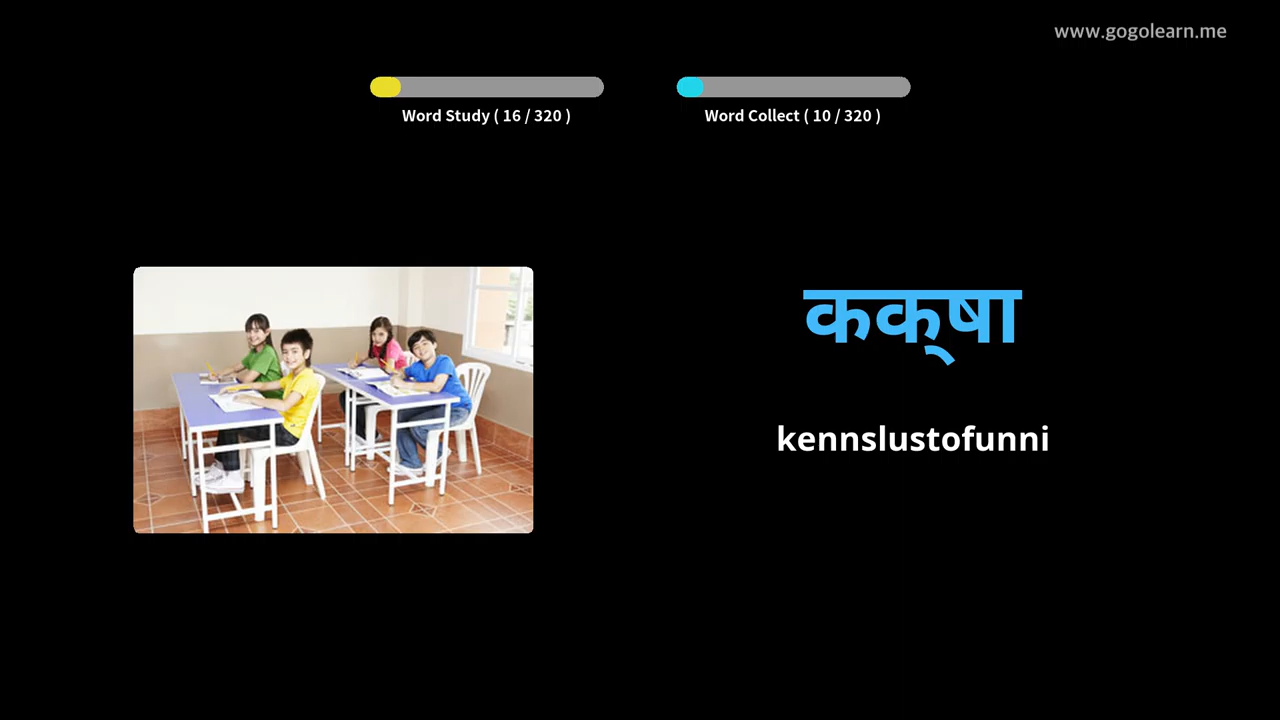 www.gogolearn.me
Word Study ( 16 / 320 )
Word Collect ( 10 / 320 )
कक्षा
kennslustofunni